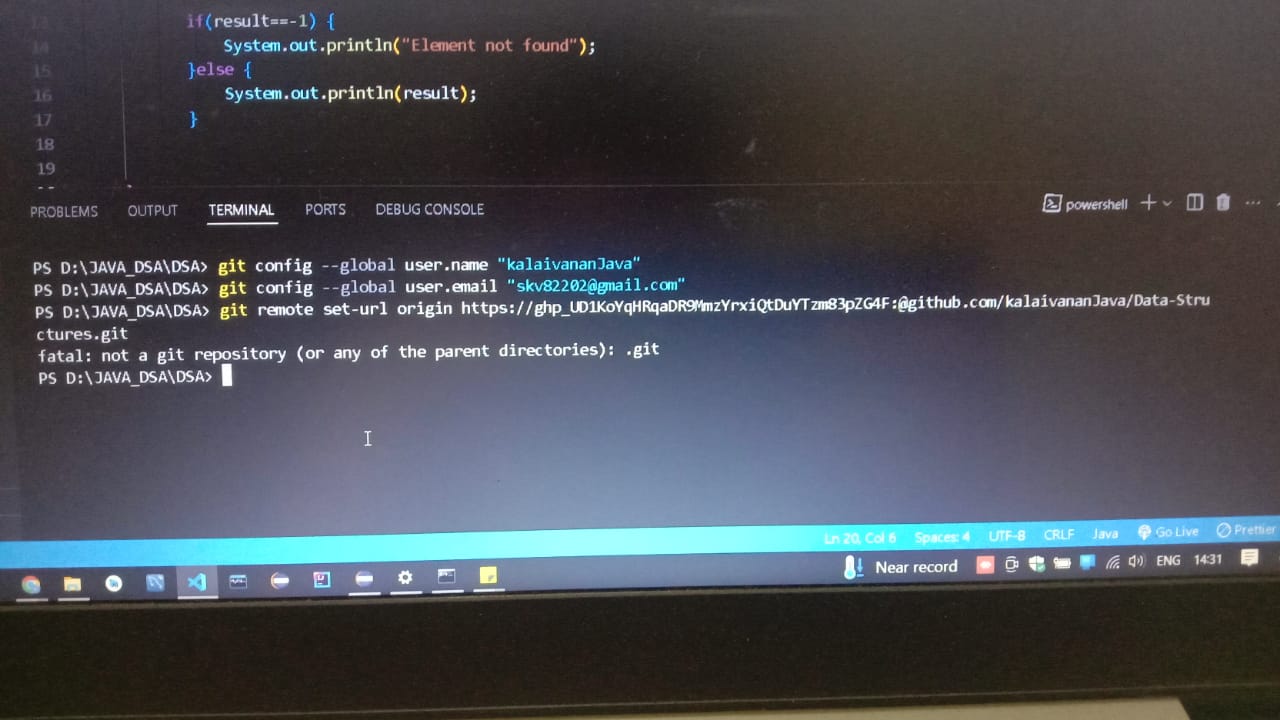 13 if(result==-1) {
14 System.out.println("Element not found");
15 }else {
16 System.out.println(result);
17 }
18
19
PROBLEMS OUTPUT TERMINAL PORTS DEBUG CONSOLE powershell
PS D:\JAVA_DSA\DSA> git config --global user.name "kalaivananJava"
PS D:\JAVA_DSA\DSA> git config --global user.email "skv82202@gmail.com"
PS D:\JAVA_DSA\DSA> git remote set-url origin https://[access token redacted]:@github.com/kalaivananJava/Data-Stru
ctures.git
fatal: not a git repository (or any of the parent directories): .git
PS D:\JAVA_DSA\DSA>
Ln 20, Col 6 Spaces: 4 UTF-8 CRLF Java Go Live Prettier
Near record ENG 14:31